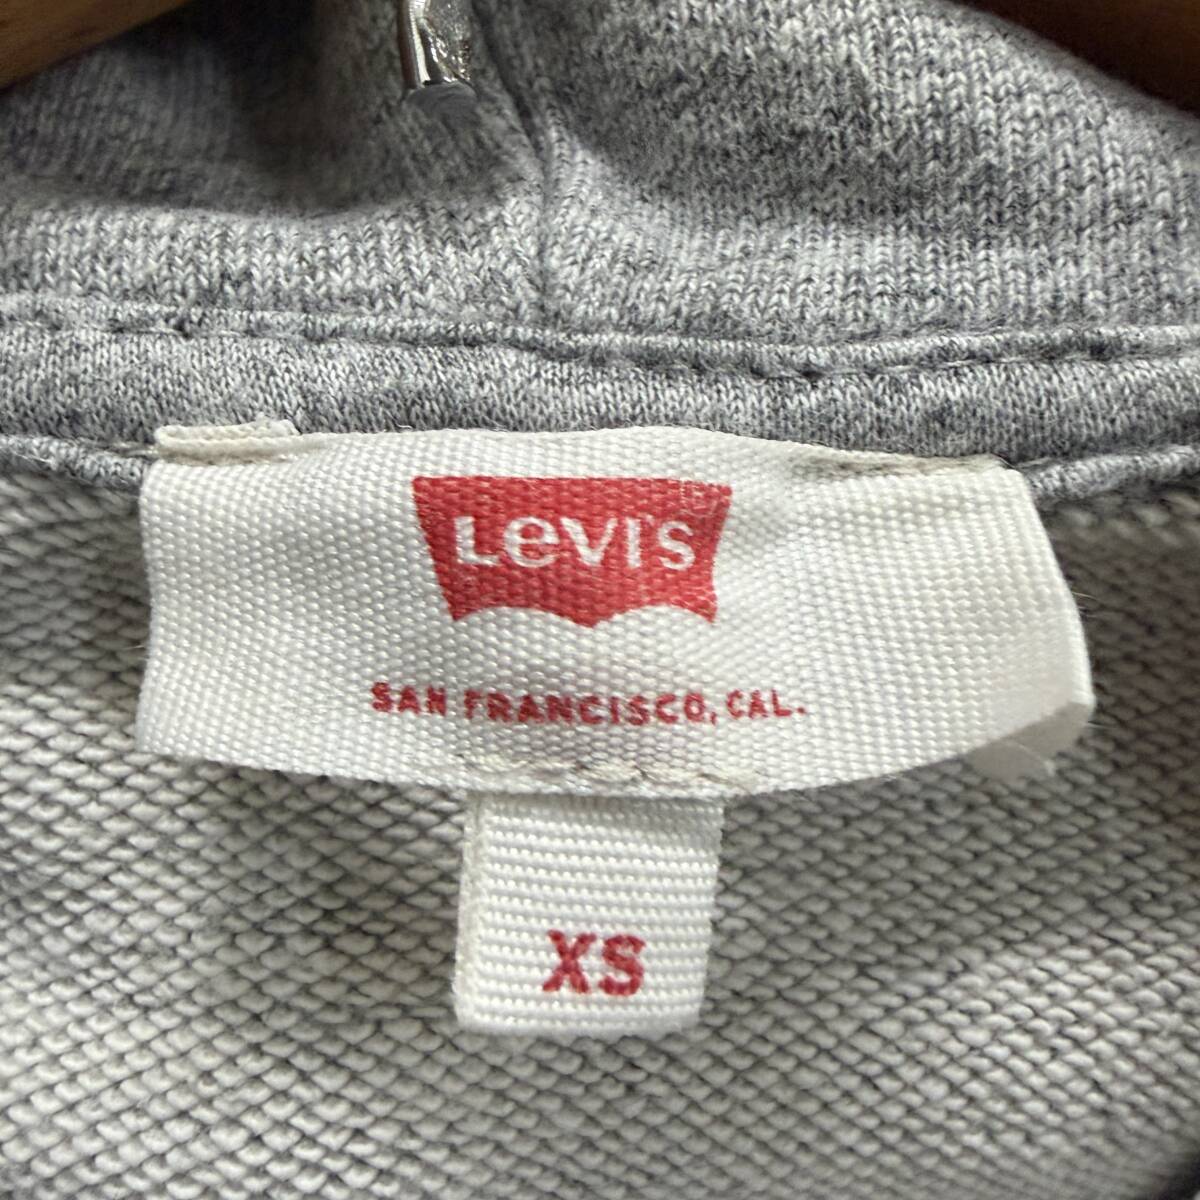 Levi's®
SAN FRANCISCO, CAL.
XS